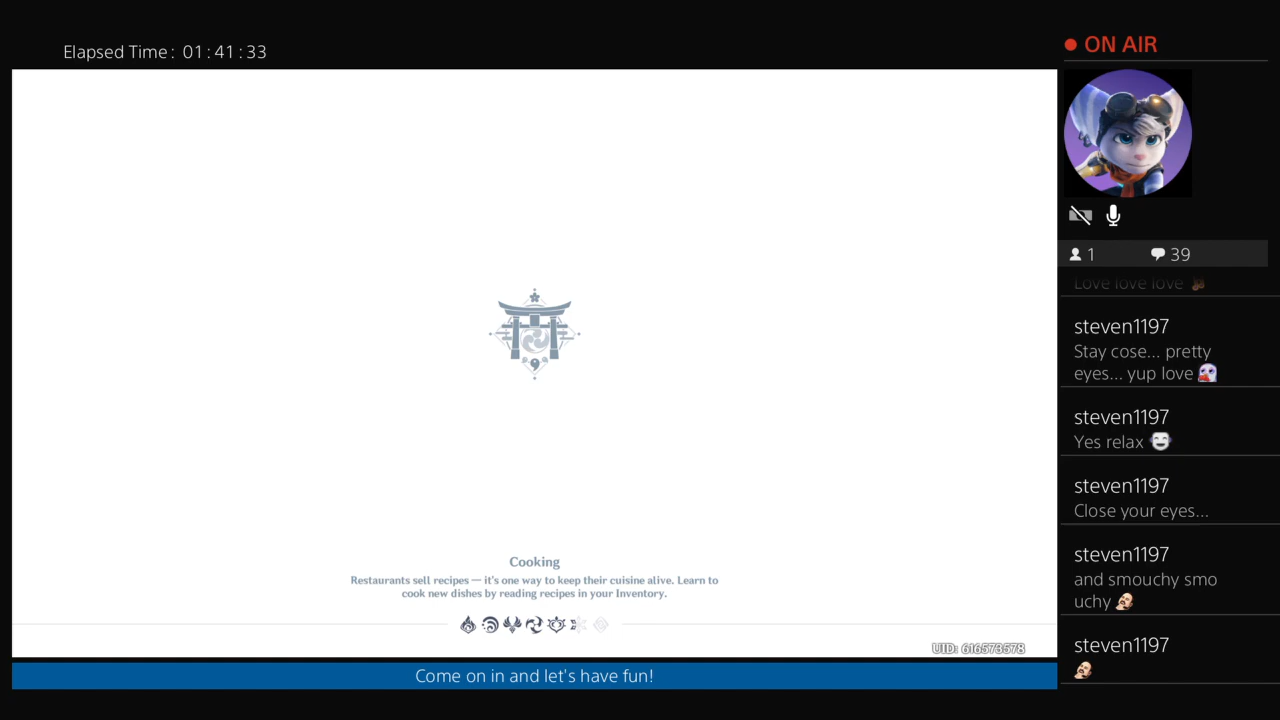 Elapsed Time: 01:41:33
ON AIR
1 39
Love love love
steven1197
Stay cose... pretty
eyes... yup love
steven1197
Yes relax
steven1197
Close your eyes...
steven1197
and smouchy smo
uchy
steven1197
Cooking
Restaurants sell recipes — it's one way to keep their cuisine alive. Learn to
cook new dishes by reading recipes in your Inventory.
UID: 616573578
Come on in and let's have fun!